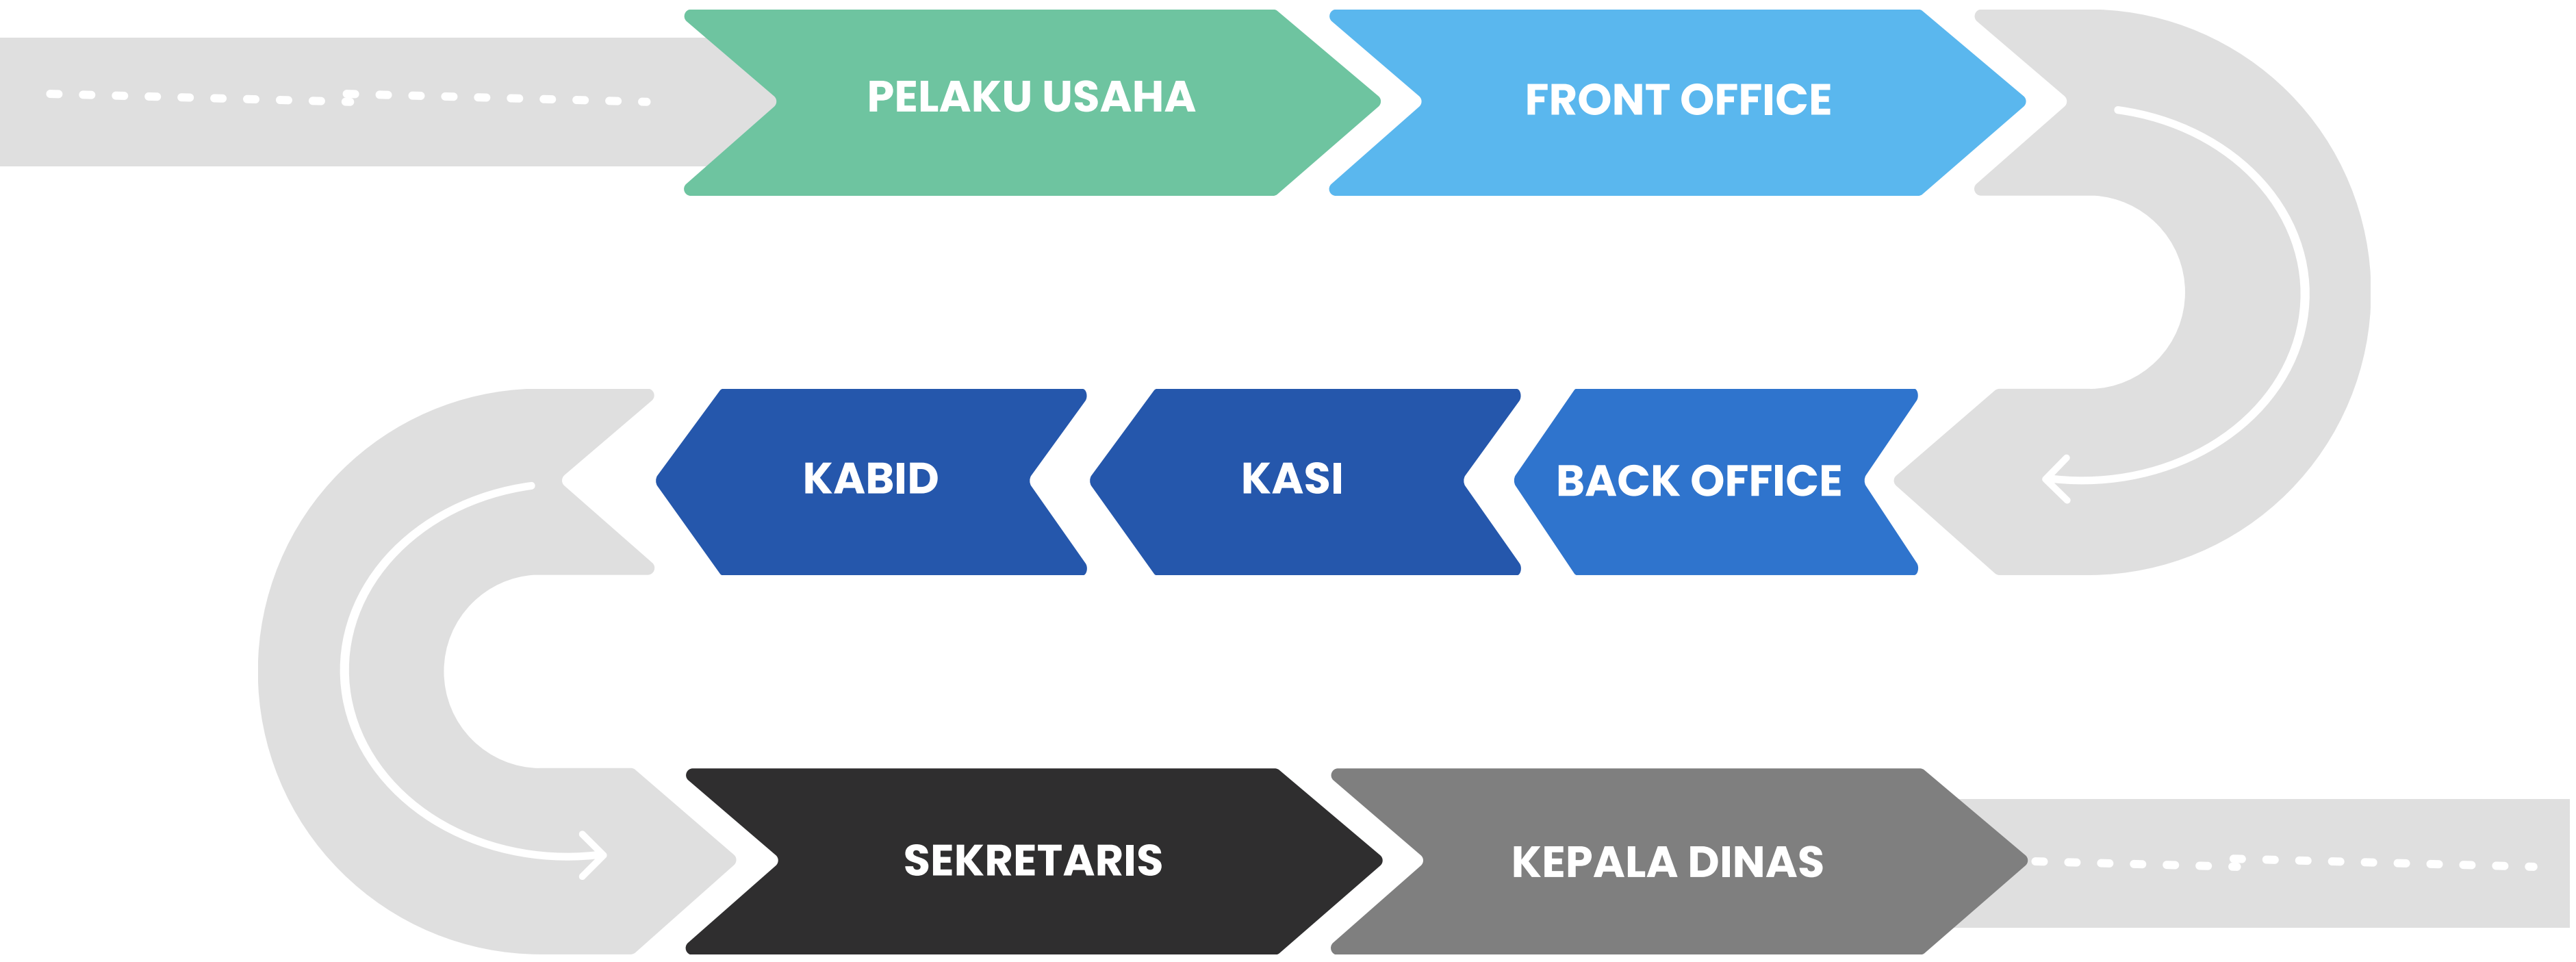 PELAKU USAHA
FRONT OFFICE
BACK OFFICE
KASI
KABID
SEKRETARIS
KEPALA DINAS